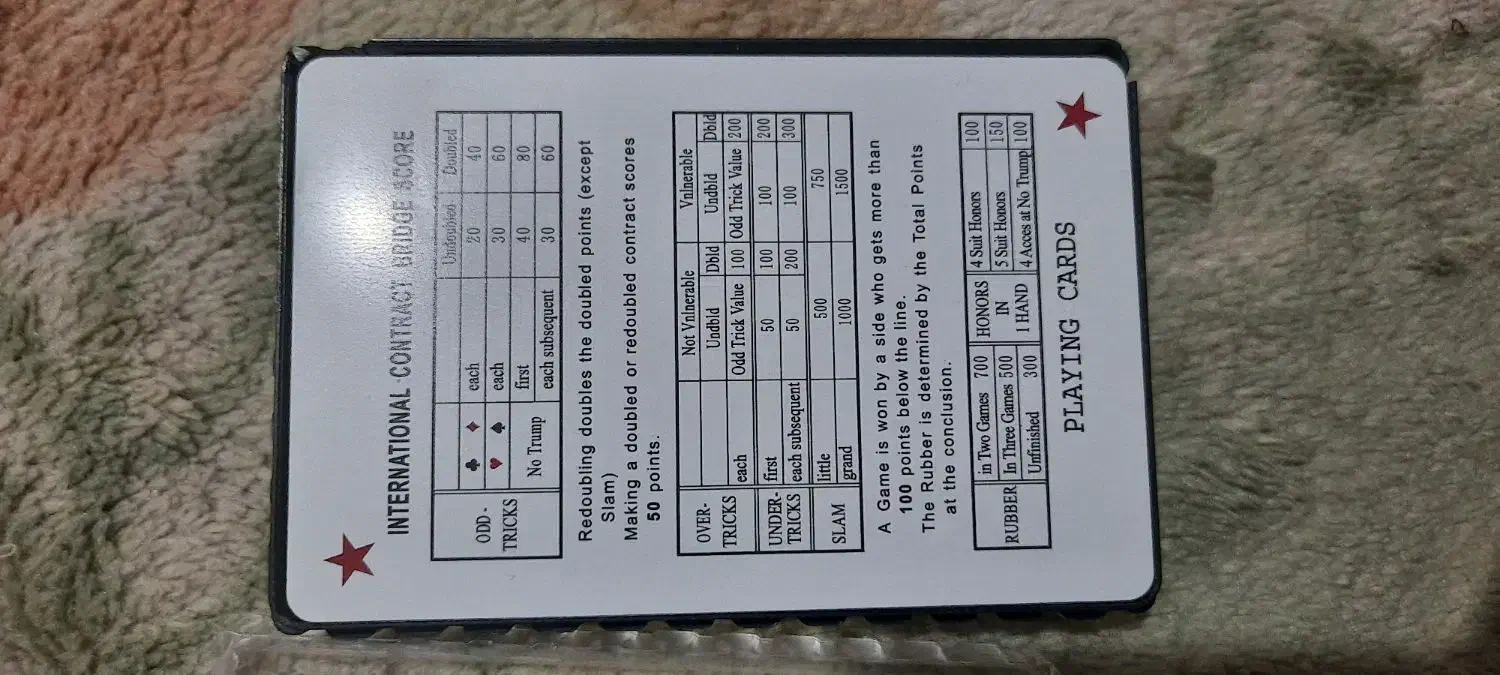 INTERNATIONAL CONTRACT BRIDGE SCORE
Undoubled Doubled
ODD-TRICKS ♣ ♦ each 20 40
♥ ♠ each 30 60
No Trump first 40 80
each subsequent 30 60
Redoubling doubles the doubled points (except
Slam)
Making a doubled or redoubled contract scores
50 points.
Not Vnlnerable Vnlnerable
OVER- Undbid Dbid Undbid Dbid
TRICKS each Odd Trick Value 100 Odd Trick Value 200
UNDER- first 50 100 100 200
TRICKS each subsequent 50 200 100 300
SLAM little 500 750
grand 1000 1500
A Game is won by a side who gets more than
100 points below the line.
The Rubber is determined by the Total Points
at the conclusion.
RUBBER in Two Games 700 HONORS 4 Suit Honors 100
In Three Games 500 IN 5 Suit Honors 150
Unfinished 300 1 HAND 4 Acces at No Trump 100
PLAYING CARDS